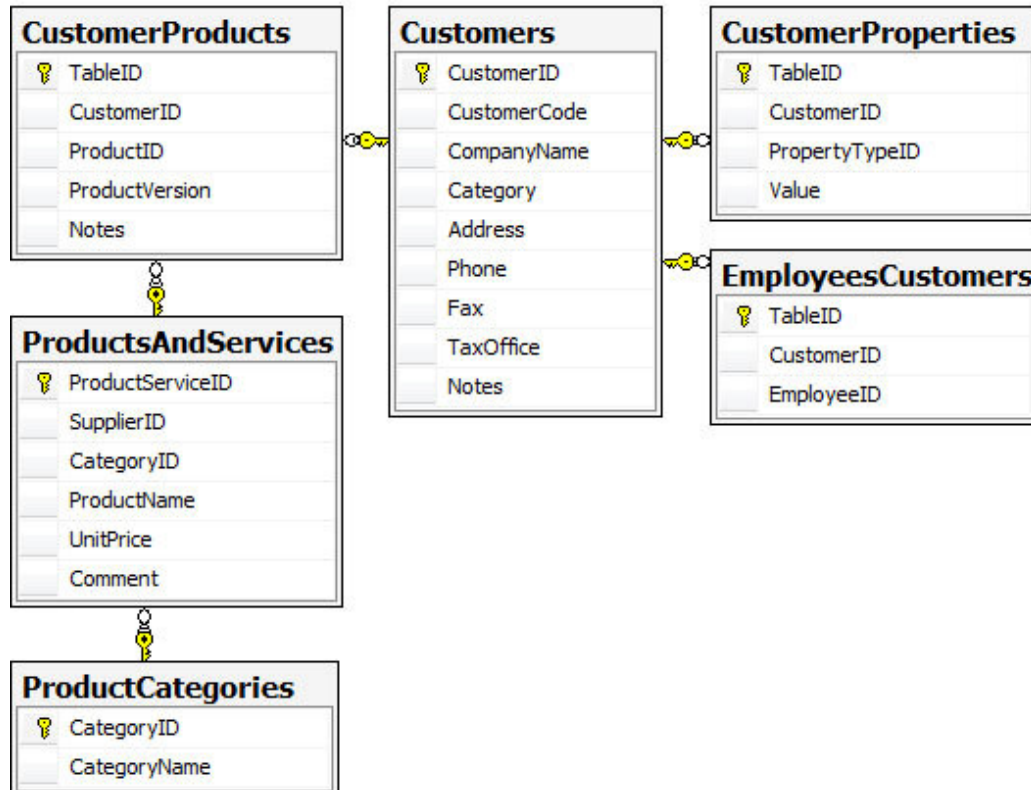 CustomerProducts
TableID
CustomerID
ProductID
ProductVersion
Notes
Customers
CustomerID
CustomerCode
CompanyName
Category
Address
Phone
Fax
TaxOffice
Notes
CustomerProperties
TableID
CustomerID
PropertyTypeID
Value
EmployeesCustomers
TableID
CustomerID
EmployeeID
ProductsAndServices
ProductServiceID
SupplierID
CategoryID
ProductName
UnitPrice
Comment
ProductCategories
CategoryID
CategoryName